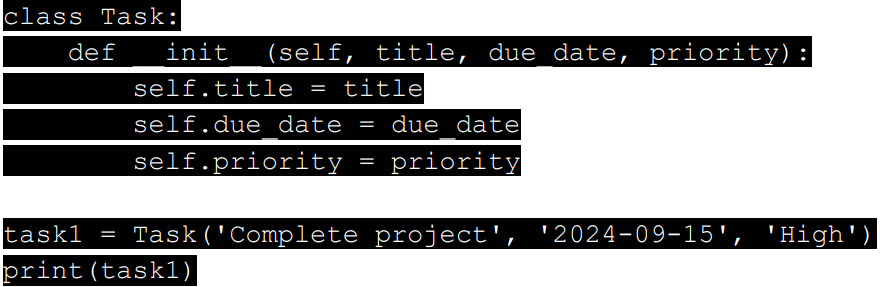 class Task:
    def __init__(self, title, due_date, priority):
        self.title = title
        self.due_date = due_date
        self.priority = priority

task1 = Task('Complete project', '2024-09-15', 'High')
print(task1)